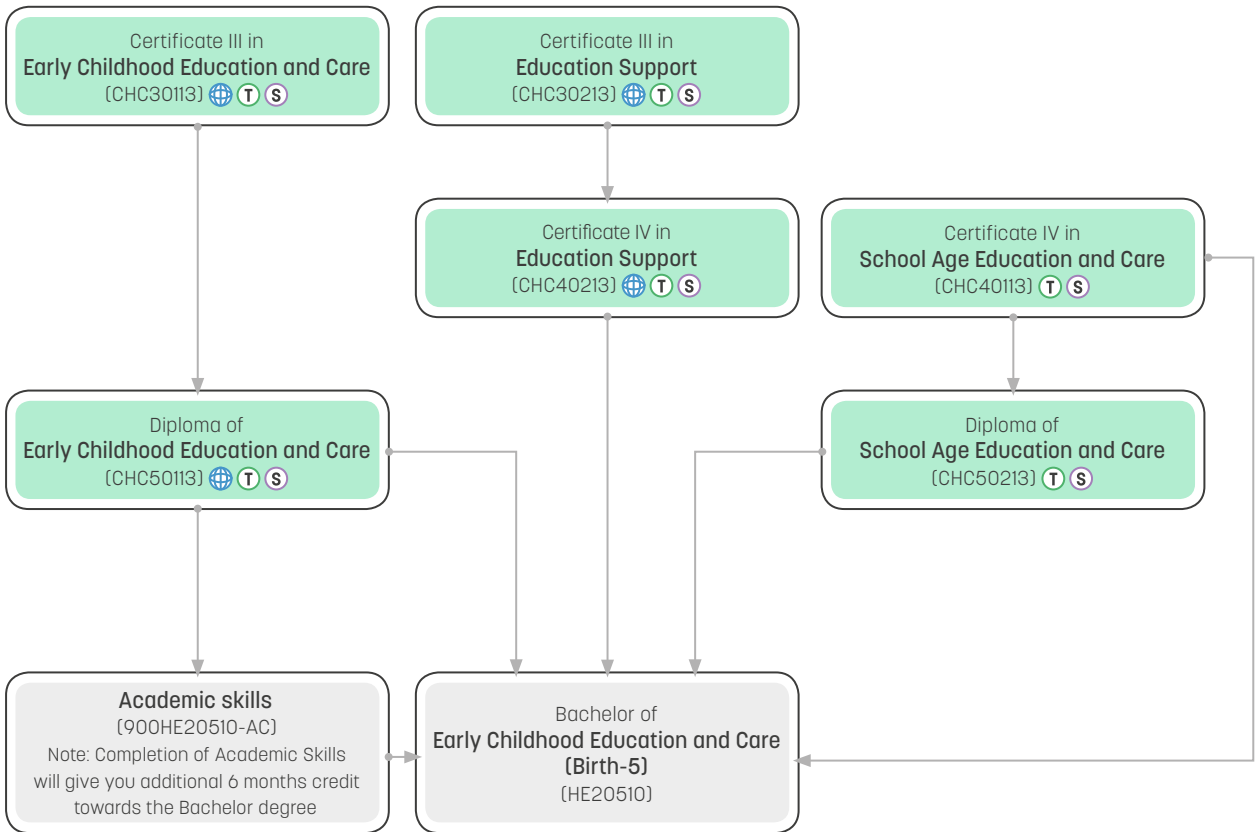 Certificate III in
Early Childhood Education and Care
(CHC30113) T S
Certificate III in
Education Support
(CHC30213) T S
Certificate IV in
Education Support
(CHC40213) T S
Certificate IV in
School Age Education and Care
(CHC40113) T S
Diploma of
Early Childhood Education and Care
(CHC50113) T S
Diploma of
School Age Education and Care
(CHC50213) T S
Academic skills
(900HE20510-AC)
Note: Completion of Academic Skills
will give you additional 6 months credit
towards the Bachelor degree
Bachelor of
Early Childhood Education and Care
(Birth-5)
(HE20510)